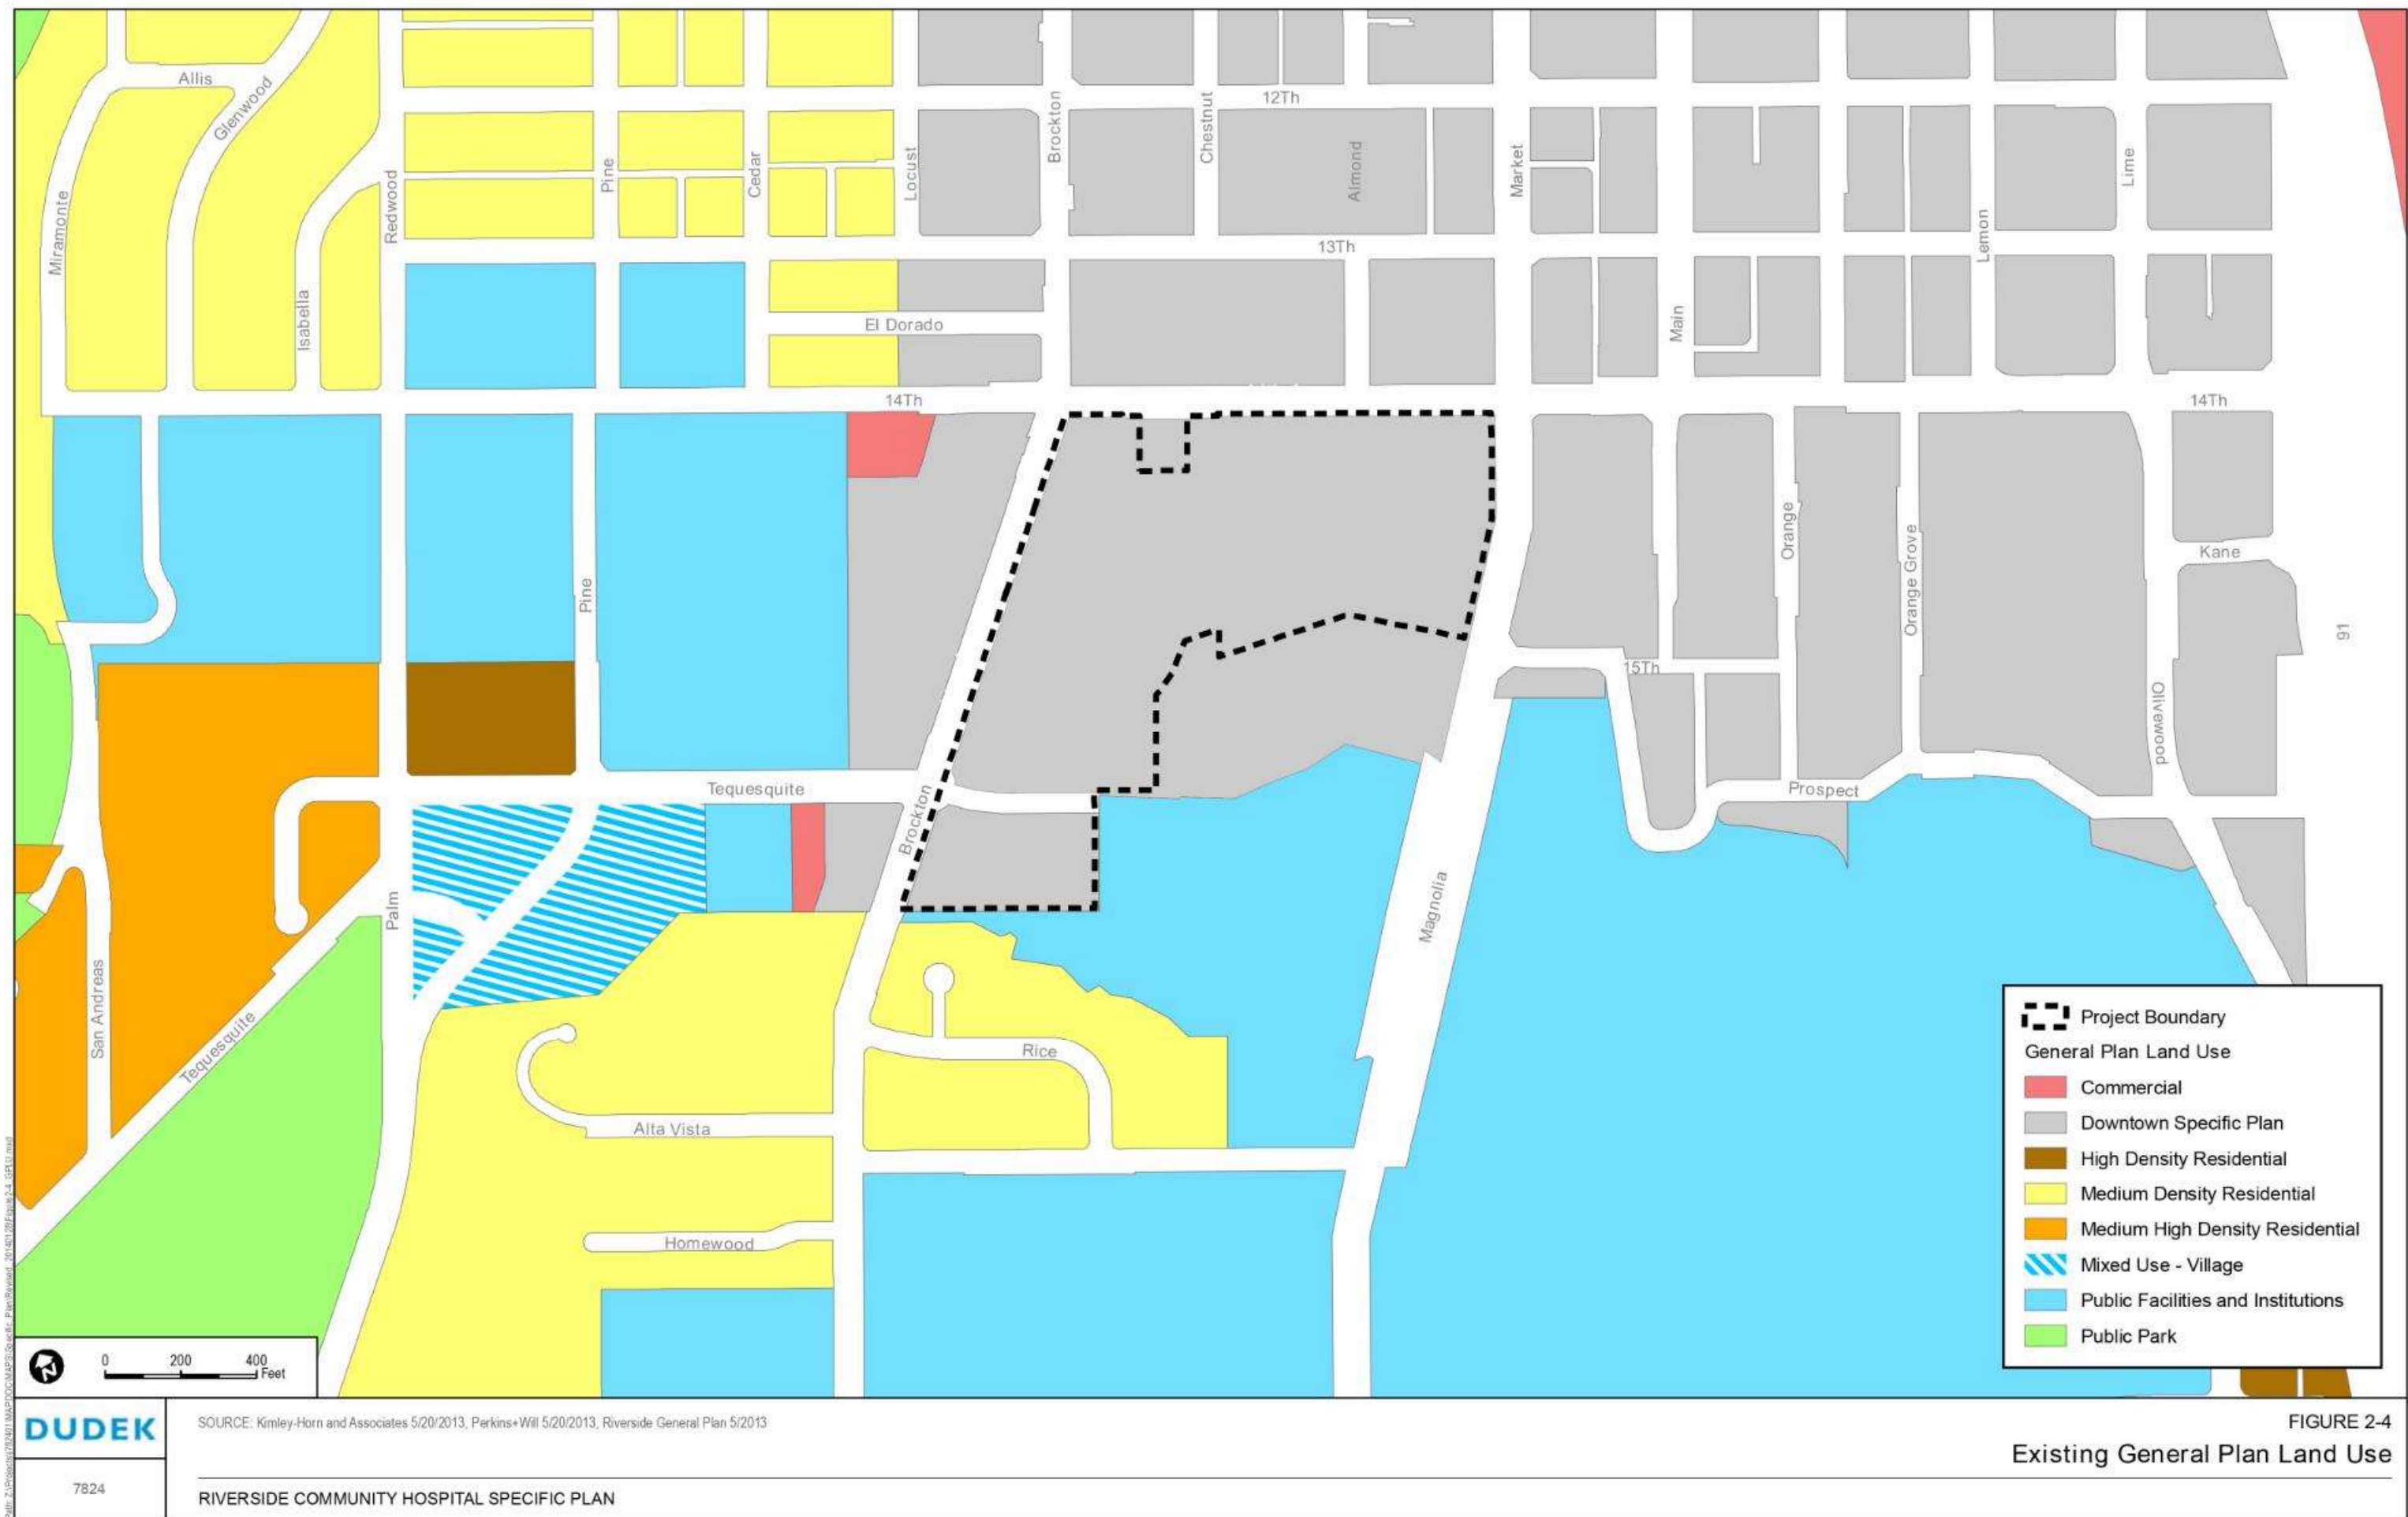 Allis
Glenwood
Miramonte
Isabella
Redwood
Pine
Cedar
Locust
Brockton
Chestnut
12Th
Almond
Market
Lemon
Lime
13Th
El Dorado
Main
14Th
14Th
Pine
Orange
Orange Grove
Kane
91
15Th
Olivewood
Tequesquite
Brockton
Prospect
Palm
Magnolia
San Andreas
Tequesquite
Rice
Alta Vista
Homewood
Project Boundary
General Plan Land Use
Commercial
Downtown Specific Plan
High Density Residential
Medium Density Residential
Medium High Density Residential
Mixed Use - Village
Public Facilities and Institutions
Public Park
N
0 200 400
Feet
DUDEK
SOURCE: Kimley-Horn and Associates 5/20/2013, Perkins+Will 5/20/2013, Riverside General Plan 5/2013
FIGURE 2-4
Existing General Plan Land Use
7824
RIVERSIDE COMMUNITY HOSPITAL SPECIFIC PLAN